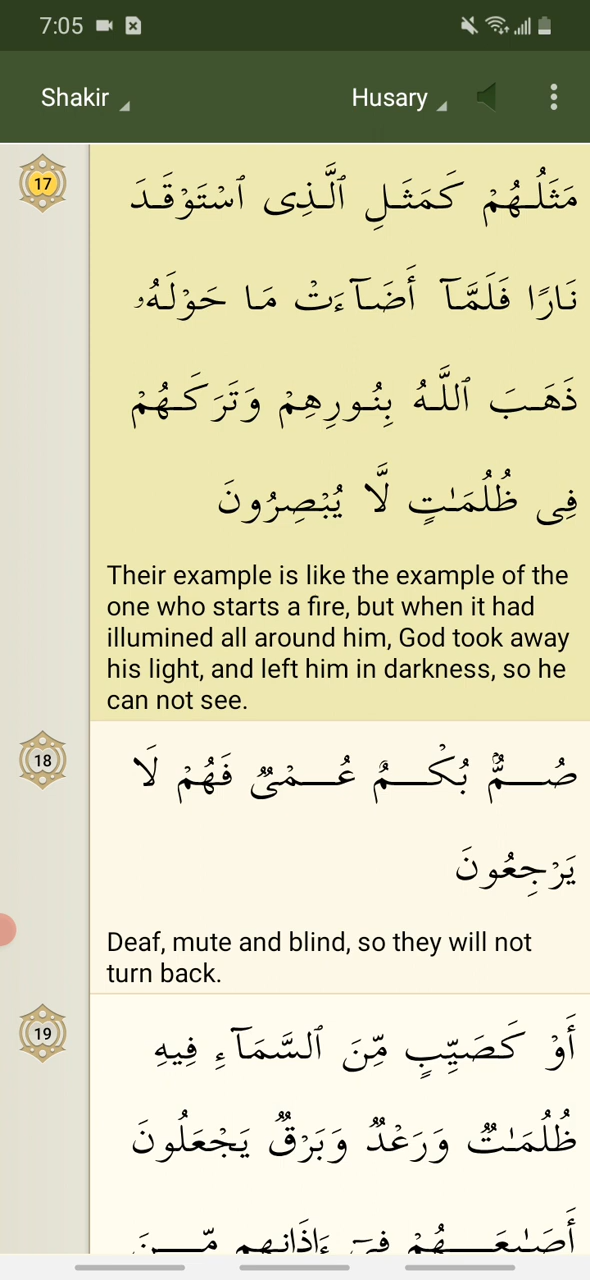 7:05
Shakir
Husary
17
مَثَلُهُمْ كَمَثَلِ ٱلَّذِى ٱسْتَوْقَدَ
نَارًا فَلَمَّآ أَضَآءَتْ مَا حَوْلَهُۥ
ذَهَبَ ٱللَّهُ بِنُورِهِمْ وَتَرَكَهُمْ
فِى ظُلُمَٰتٍ لَّا يُبْصِرُونَ
Their example is like the example of the
one who starts a fire, but when it had
illumined all around him, God took away
his light, and left him in darkness, so he
can not see.
18
صُمٌّۢ بُكْمٌ عُمْىٌ فَهُمْ لَا
يَرْجِعُونَ
Deaf, mute and blind, so they will not
turn back.
19
أَوْ كَصَيِّبٍ مِّنَ ٱلسَّمَآءِ فِيهِ
ظُلُمَٰتٌ وَرَعْدٌ وَبَرْقٌ يَجْعَلُونَ
أَصَٰبِعَهُمْ فِىٓ ءَاذَانِهِم مِّنَ